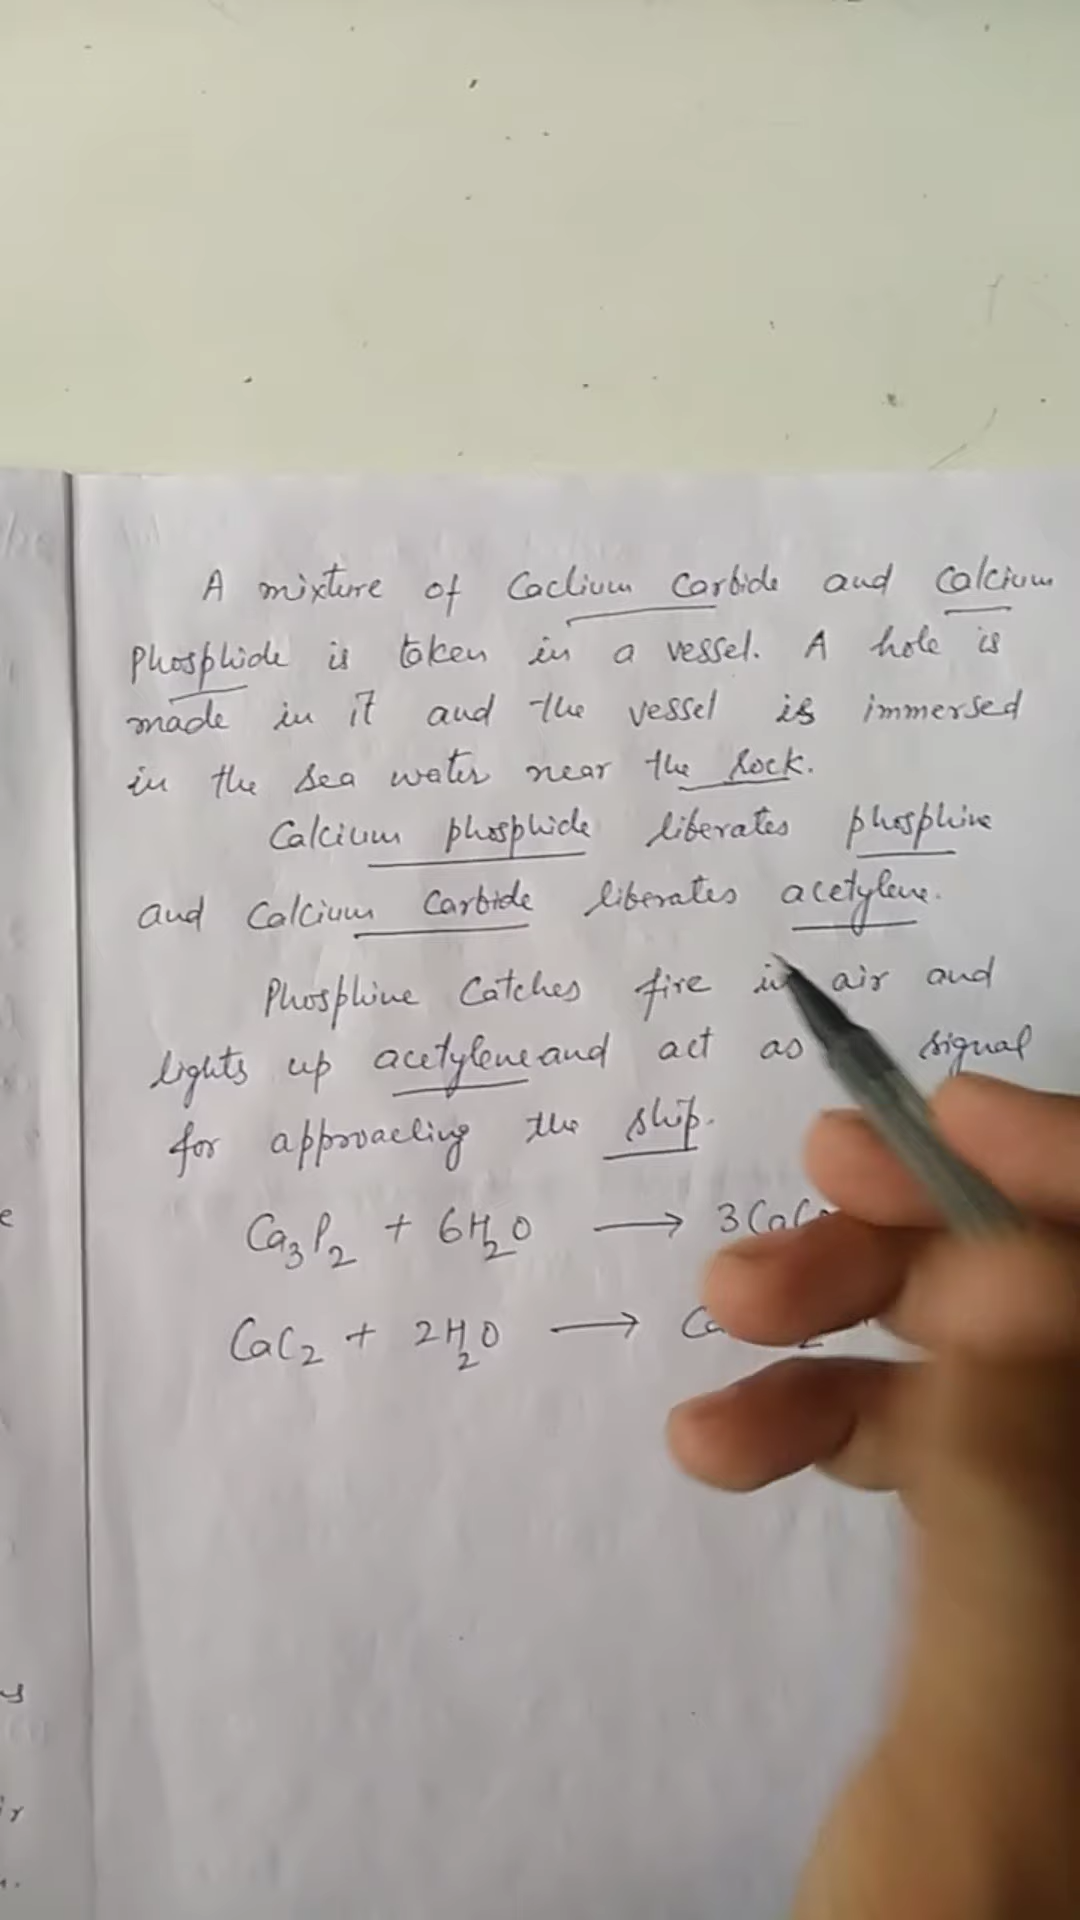 A mixture of Caclium Carbide and Calcium
Phosphide is taken in a vessel. A hole is
made in it and the vessel is immersed
in the sea water near the Rock.
Calcium phosphide liberates phosphine
and Calcium Carbide liberates acetylene.
Phosphine Catches fire in air and
lights up acetylene and act as signal
for approacling the ship.
Ca3P2 + 6H2O → 3Ca
CaC2 + 2H2O → Ca